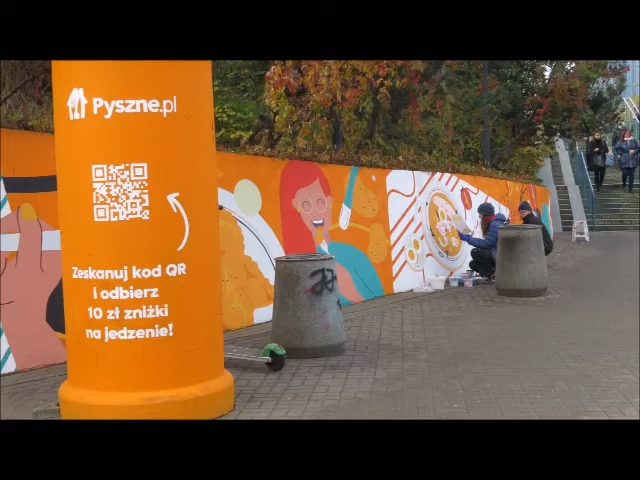 Pyszne.pl
Zeskanuj kod QR
i odbierz
10 zł zniżki
na jedzenie!